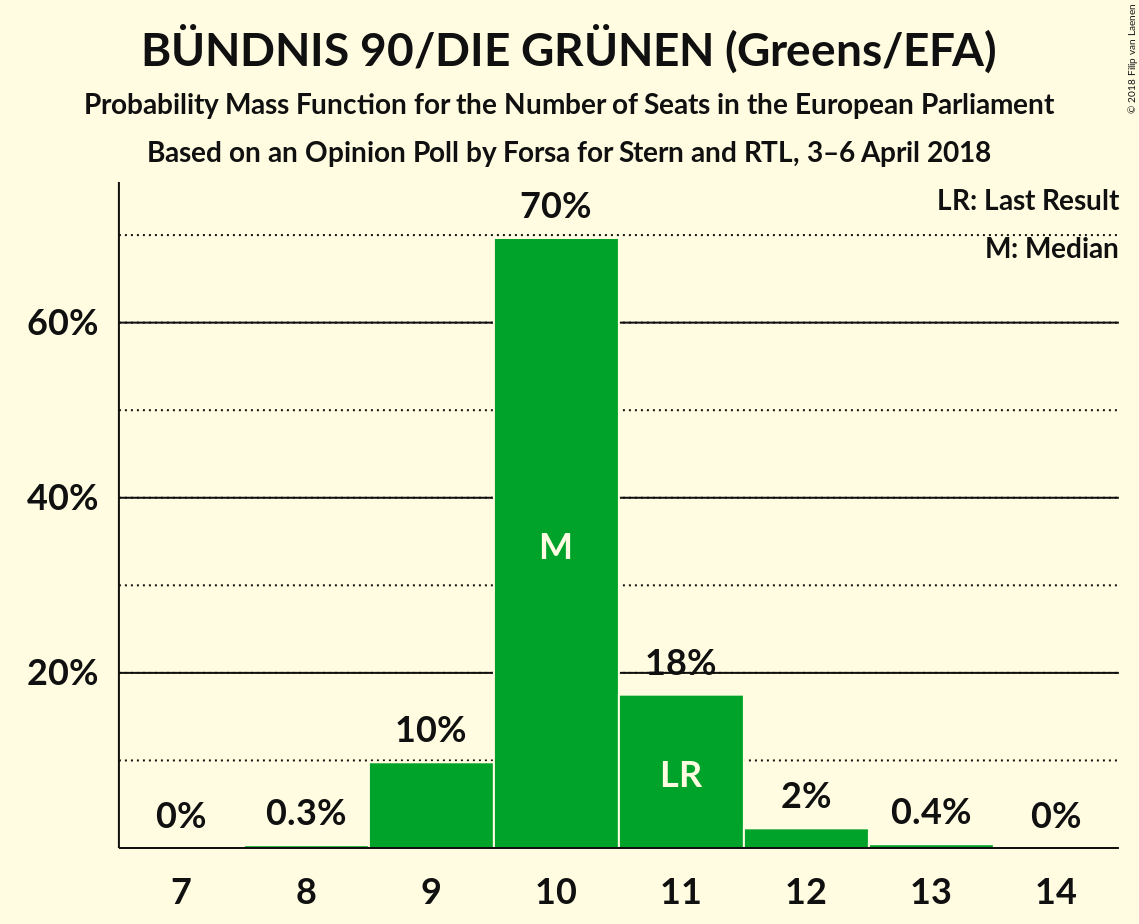 BÜNDNIS 90/DIE GRÜNEN (Greens/EFA)
Probability Mass Function for the Number of Seats in the European Parliament
Based on an Opinion Poll by Forsa for Stern and RTL, 3–6 April 2018
© 2018 Filip van Laenen
LR: Last Result
M: Median
60%
40%
20%
0%
0.3%
10%
70%
18%
2%
0.4%
0%
M
LR
7
8
9
10
11
12
13
14